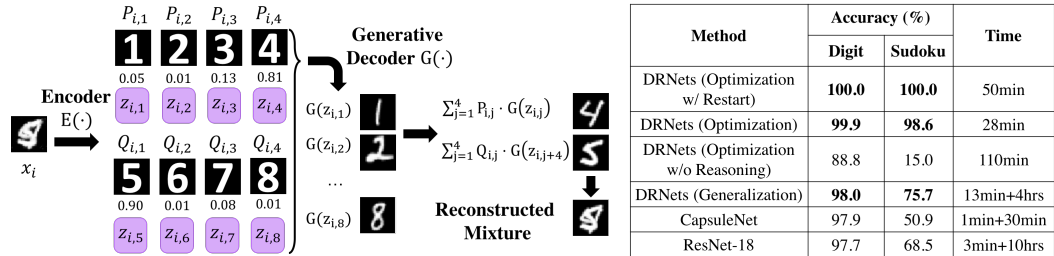 P_{i,1} P_{i,2} P_{i,3} P_{i,4}
1 2 3 4
0.05 0.01 0.13 0.81
z_{i,1} z_{i,2} z_{i,3} z_{i,4}
Encoder
E(·)
x_i
Q_{i,5} Q_{i,2} Q_{i,3} Q_{i,4}
5 6 7 8
0.90 0.01 0.08 0.01
z_{i,5} z_{i,6} z_{i,7} z_{i,8}
Generative
Decoder G(·)
G(z_{i,1}) 1
G(z_{i,2}) 2
...
G(z_{i,8}) 8
∑_{j=1}^{4} P_{i,j} · G(z_{i,j}) 4
∑_{j=1}^{4} Q_{i,j} · G(z_{i,j+4}) 5
Reconstructed
Mixture
Method Accuracy (%) Time
Digit Sudoku
DRNets (Optimization
w/ Restart) 100.0 100.0 50min
DRNets (Optimization) 99.9 98.6 28min
DRNets (Optimization
w/o Reasoning) 88.8 15.0 110min
DRNets (Generalization) 98.0 75.7 13min+4hrs
CapsuleNet 97.9 50.9 1min+30min
ResNet-18 97.7 68.5 3min+10hrs